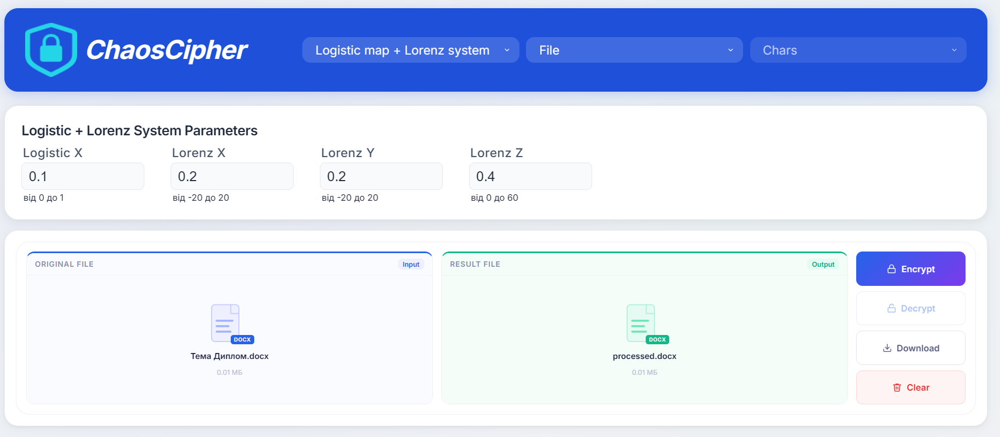 ChaosCipher
Logistic map + Lorenz system
File
Chars
Logistic + Lorenz System Parameters
Logistic X
Lorenz X
Lorenz Y
Lorenz Z
0.1
0.2
0.2
0.4
від 0 до 1
від -20 до 20
від -20 до 20
від 0 до 60
ORIGINAL FILE
Input
DOCX
Тема Диплом.docx
0.01 МБ
RESULT FILE
Output
DOCX
processed.docx
0.01 МБ
Encrypt
Decrypt
Download
Clear